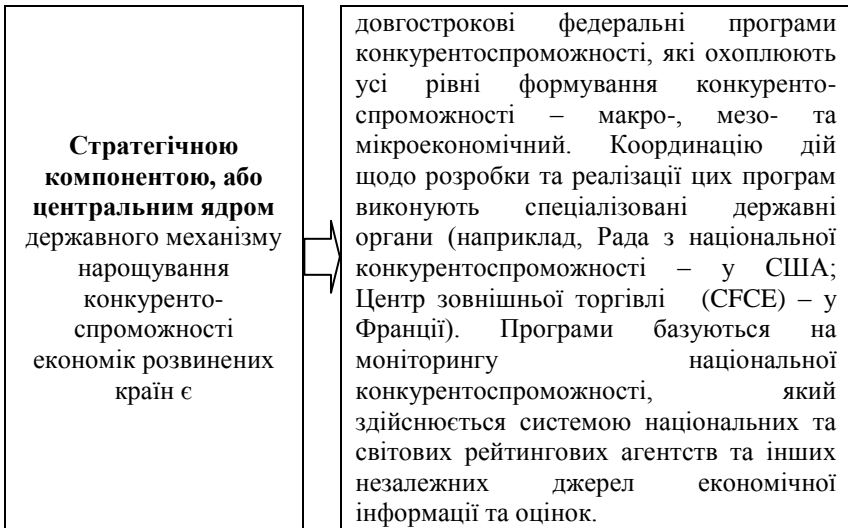 Стратегічною
компонентою, або
центральним ядром
державного механізму
нарощування
конкуренто-
спроможності
економік розвинених
країн є
довгострокові федеральні програми
конкурентоспроможності, які охоплюють
усі рівні формування конкуренто-
спроможності – макро-, мезо- та
мікроекономічний. Координацію дій
щодо розробки та реалізації цих програм
виконують спеціалізовані державні
органи (наприклад, Рада з національної
конкурентоспроможності – у США;
Центр зовнішньої торгівлі (CFCE) – у
Франції). Програми базуються на
моніторингу національної
конкурентоспроможності, який
здійснюється системою національних та
світових рейтингових агентств та інших
незалежних джерел економічної
інформації та оцінок.